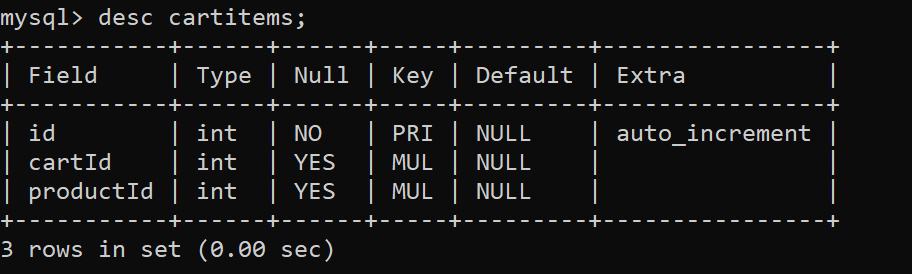 mysql> desc cartitems;
+-----------+------+------+-----+---------+----------------+
| Field     | Type | Null | Key | Default | Extra          |
+-----------+------+------+-----+---------+----------------+
| id        | int  | NO   | PRI | NULL    | auto_increment |
| cartId    | int  | YES  | MUL | NULL    |                |
| productId | int  | YES  | MUL | NULL    |                |
+-----------+------+------+-----+---------+----------------+
3 rows in set (0.00 sec)